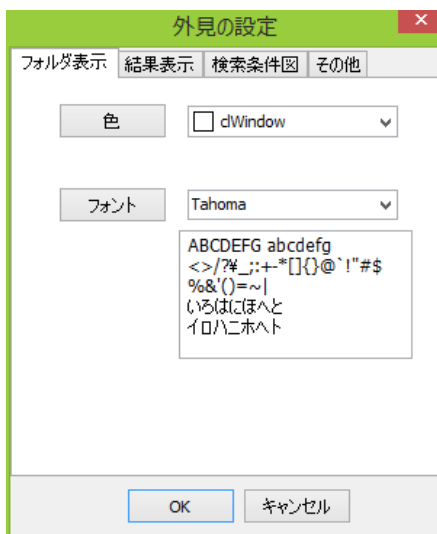 外見の設定
フォルダ表示 結果表示 検索条件図 その他
色 clWindow
フォント Tahoma
ABCDEFG abcdefg
<>/?¥_;:+-*[]{}@`!"#$
%&'()=~|
いろはにほへと
イロハニホヘト
OK キャンセル